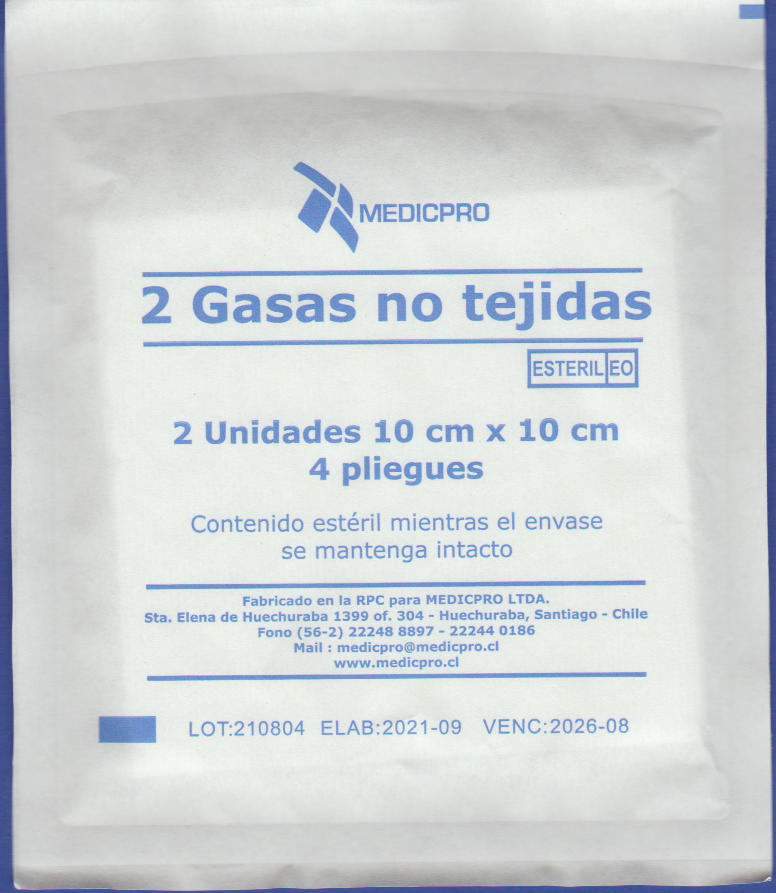 MEDICPRO
2 Gasas no tejidas
ESTERIL EO
2 Unidades 10 cm x 10 cm
4 pliegues
Contenido estéril mientras el envase
se mantenga intacto
Fabricado en la RPC para MEDICPRO LTDA.
Sta. Elena de Huechuraba 1399 of. 304 - Huechuraba, Santiago - Chile
Fono (56-2) 22248 8897 - 22244 0186
Mail : medicpro@medicpro.cl
www.medicpro.cl
LOT:210804 ELAB:2021-09 VENC:2026-08